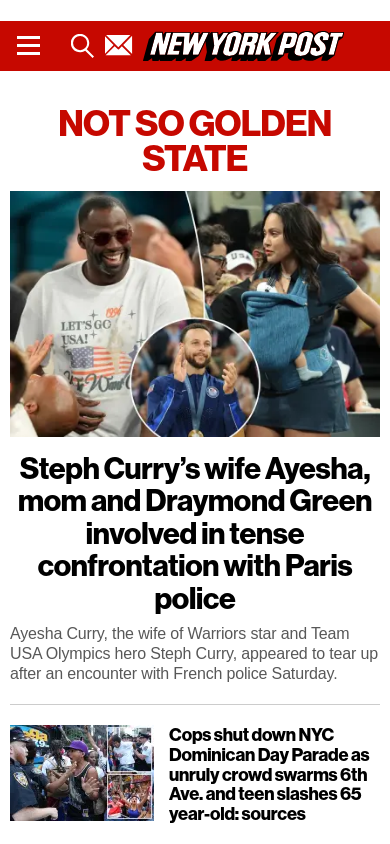 NEW YORK POST
NOT SO GOLDEN
STATE
LET'S GO
USA!
USA
Steph Curry’s wife Ayesha,
mom and Draymond Green
involved in tense
confrontation with Paris
police
Ayesha Curry, the wife of Warriors star and Team
USA Olympics hero Steph Curry, appeared to tear up
after an encounter with French police Saturday.
Cops shut down NYC
Dominican Day Parade as
unruly crowd swarms 6th
Ave. and teen slashes 65
year-old: sources